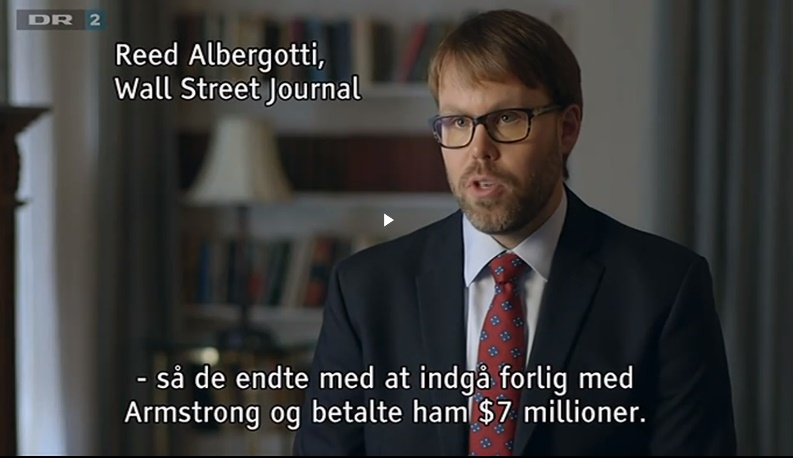 DR 2
Reed Albergotti,
Wall Street Journal
- så de endte med at indgå forlig med
Armstrong og betalte ham $7 millioner.